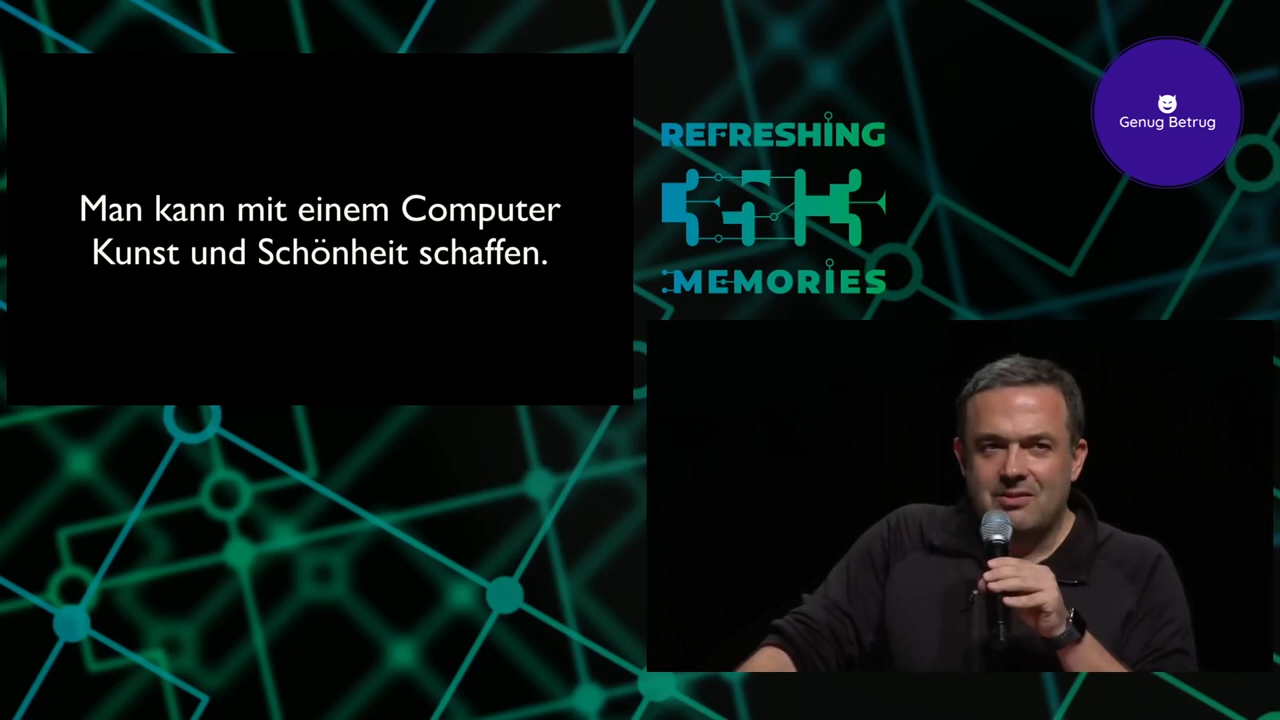 Man kann mit einem Computer
Kunst und Schönheit schaffen.
REFRESHING
MEMORIES
Genug Betrug